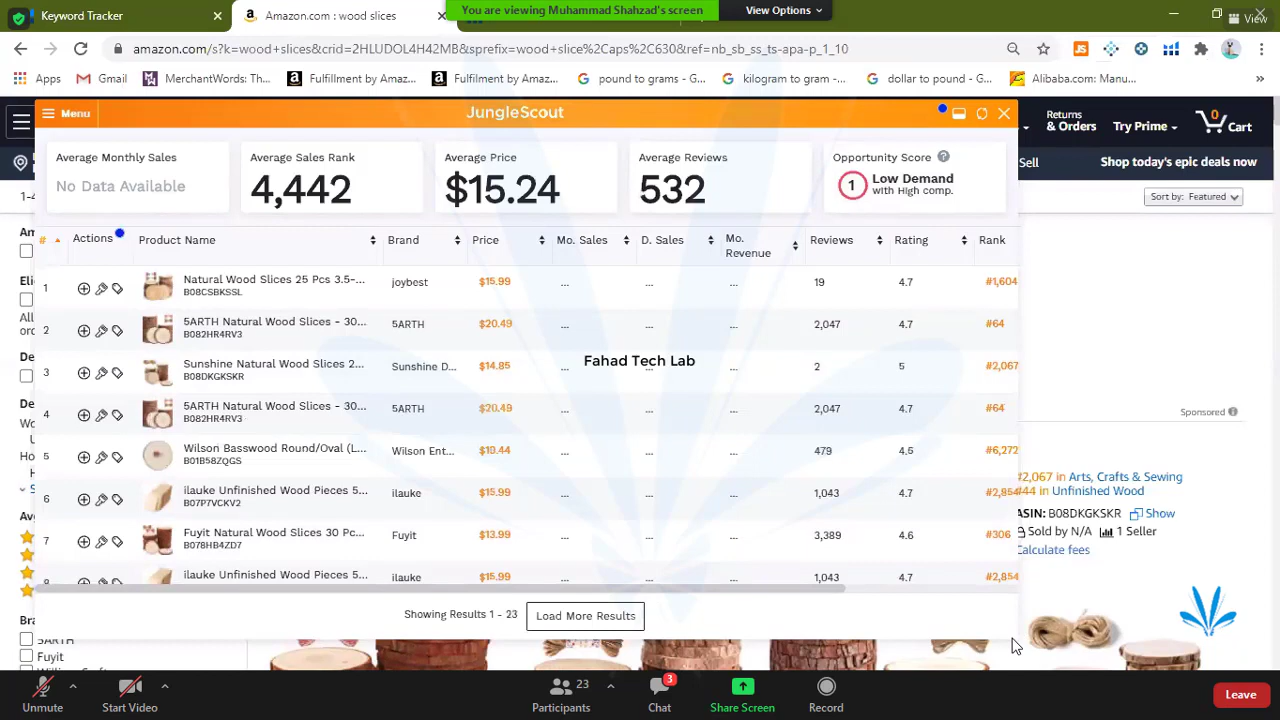 You are viewing Muhammad Shahzad's screen
View Options
Keyword Tracker
Amazon.com : wood slices
amazon.com/s?k=wood+slices&crid=2HLUDOL4H42MB&sprefix=wood+slice%2Caps%2C630&ref=nb_sb_ss_ts-apa-p_1_10
Apps Gmail MerchantWords: Th... Fulfillment by Amaz... Fulfilment by Amaz... pound to grams - G... kilogram to gram -... dollar to pound - G... Alibaba.com: Manu... »
Menu
JungleScout
Returns
& Orders
Try Prime
0
Cart
Sell
Shop today's epic deals now
Sort by: Featured
Average Monthly Sales
No Data Available
Average Sales Rank
4,442
Average Price
$15.24
Average Reviews
532
Opportunity Score
1 Low Demand
with High comp.
# Actions Product Name Brand Price Mo. Sales D. Sales Mo. Revenue Reviews Rating Rank
1 Natural Wood Slices 25 Pcs 3.5-... joybest $15.99 ... ... ... 19 4.7 #1,604
B08CSBKSSL
2 5ARTH Natural Wood Slices - 30... 5ARTH $20.49 ... ... ... 2,047 4.7 #64
B082HR4RV3
3 Sunshine Natural Wood Slices 2... Sunshine D... $14.85 ... ... ... 2 5 #2,067
B08DKGKSKR
Fahad Tech Lab
4 5ARTH Natural Wood Slices - 30... 5ARTH $20.49 ... ... ... 2,047 4.7 #64
B082HR4RV3
5 Wilson Basswood Round/Oval (L... Wilson Ent... $10.44 ... ... ... 479 4.5 #6,272
B01B58ZQGS
6 ilauke Unfinished Wood Pieces 5... ilauke $15.99 ... ... ... 1,043 4.7 #2,854
B07P7VCKV2
7 Fuyit Natural Wood Slices 30 Pc... Fuyit $13.99 ... ... ... 3,389 4.6 #306
B078HB4ZD7
8 ilauke Unfinished Wood Pieces 5... ilauke $15.99 ... ... ... 1,043 4.7 #2,854
Showing Results 1 - 23
Load More Results
Sponsored
#2,067 in Arts, Crafts & Sewing
#44 in Unfinished Wood
ASIN: B08DKGKSKR Show
Sold by N/A 1 Seller
Calculate fees
5ARTH
Fuyit
Unmute
Start Video
23
Participants
3
Chat
Share Screen
Record
Leave